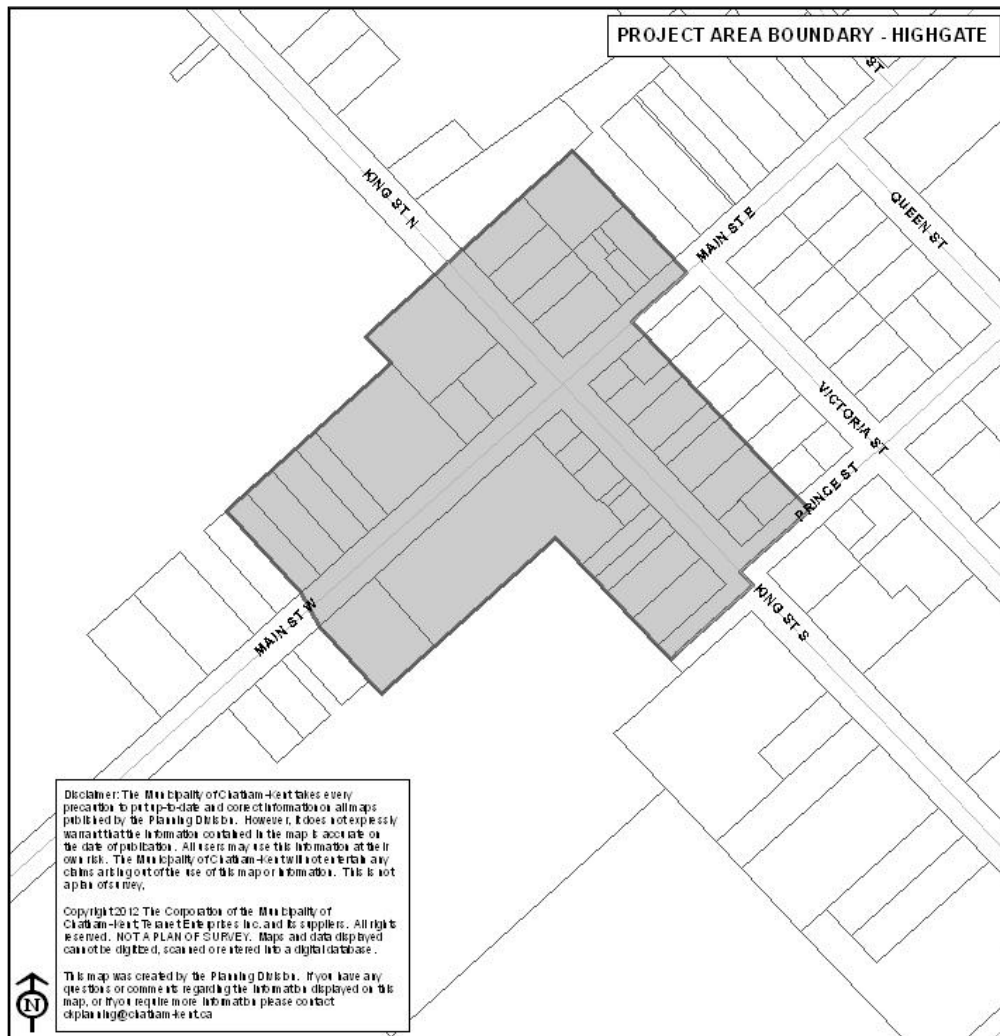 PROJECT AREA BOUNDARY - HIGHGATE
ST
KING ST N
MAIN ST E
QUEEN ST
VICTORIA ST
PRINCE ST
KING ST S
MAIN ST W
Disclaimer: The Municipality of Chatham-Kent takes every
precaution to put up-to-date and correct information on all maps
published by the Planning Division. However, it does not expressly
warrant that the information contained in the map is accurate on
the date of publication. All users may use this information at their
own risk. The Municipality of Chatham-Kent will not entertain any
claims arising out of the use of this map or information. This is not
a plan of survey.
Copyright 2012 The Corporation of the Municipality of
Chatham-Kent, Teranet Enterprises Inc. and its suppliers. All rights
reserved. NOT A PLAN OF SURVEY. Maps and data displayed
cannot be digitized, scanned or entered into a digital database.
This map was created by the Planning Division. If you have any
questions or comments regarding the information displayed on this
map, or if you require more information please contact
ckplanning@chatham-kent.ca
N